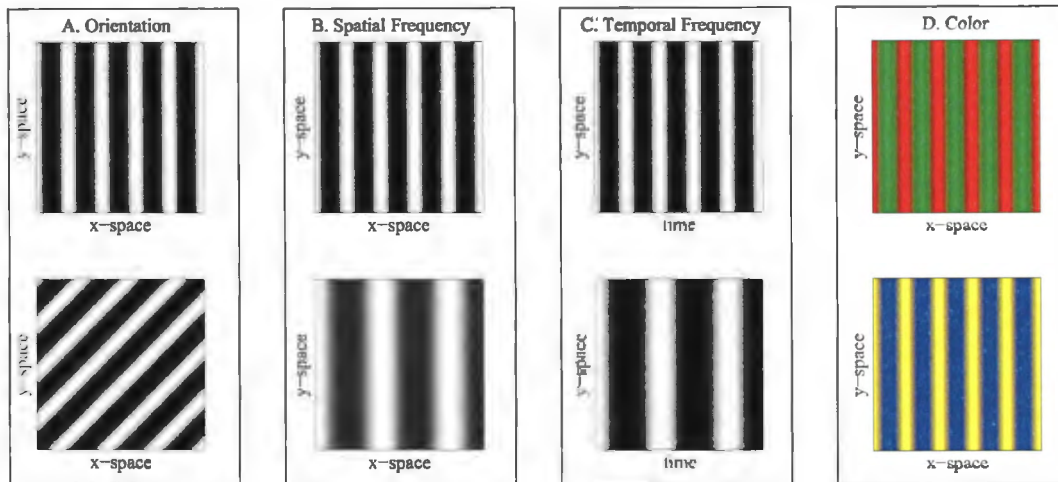 A. Orientation
y-space
x-space
y-space
x-space
B. Spatial Frequency
y-space
x-space
y-space
x-space
C. Temporal Frequency
y-space
time
y-space
time
D. Color
y-space
x-space
y-space
x-space